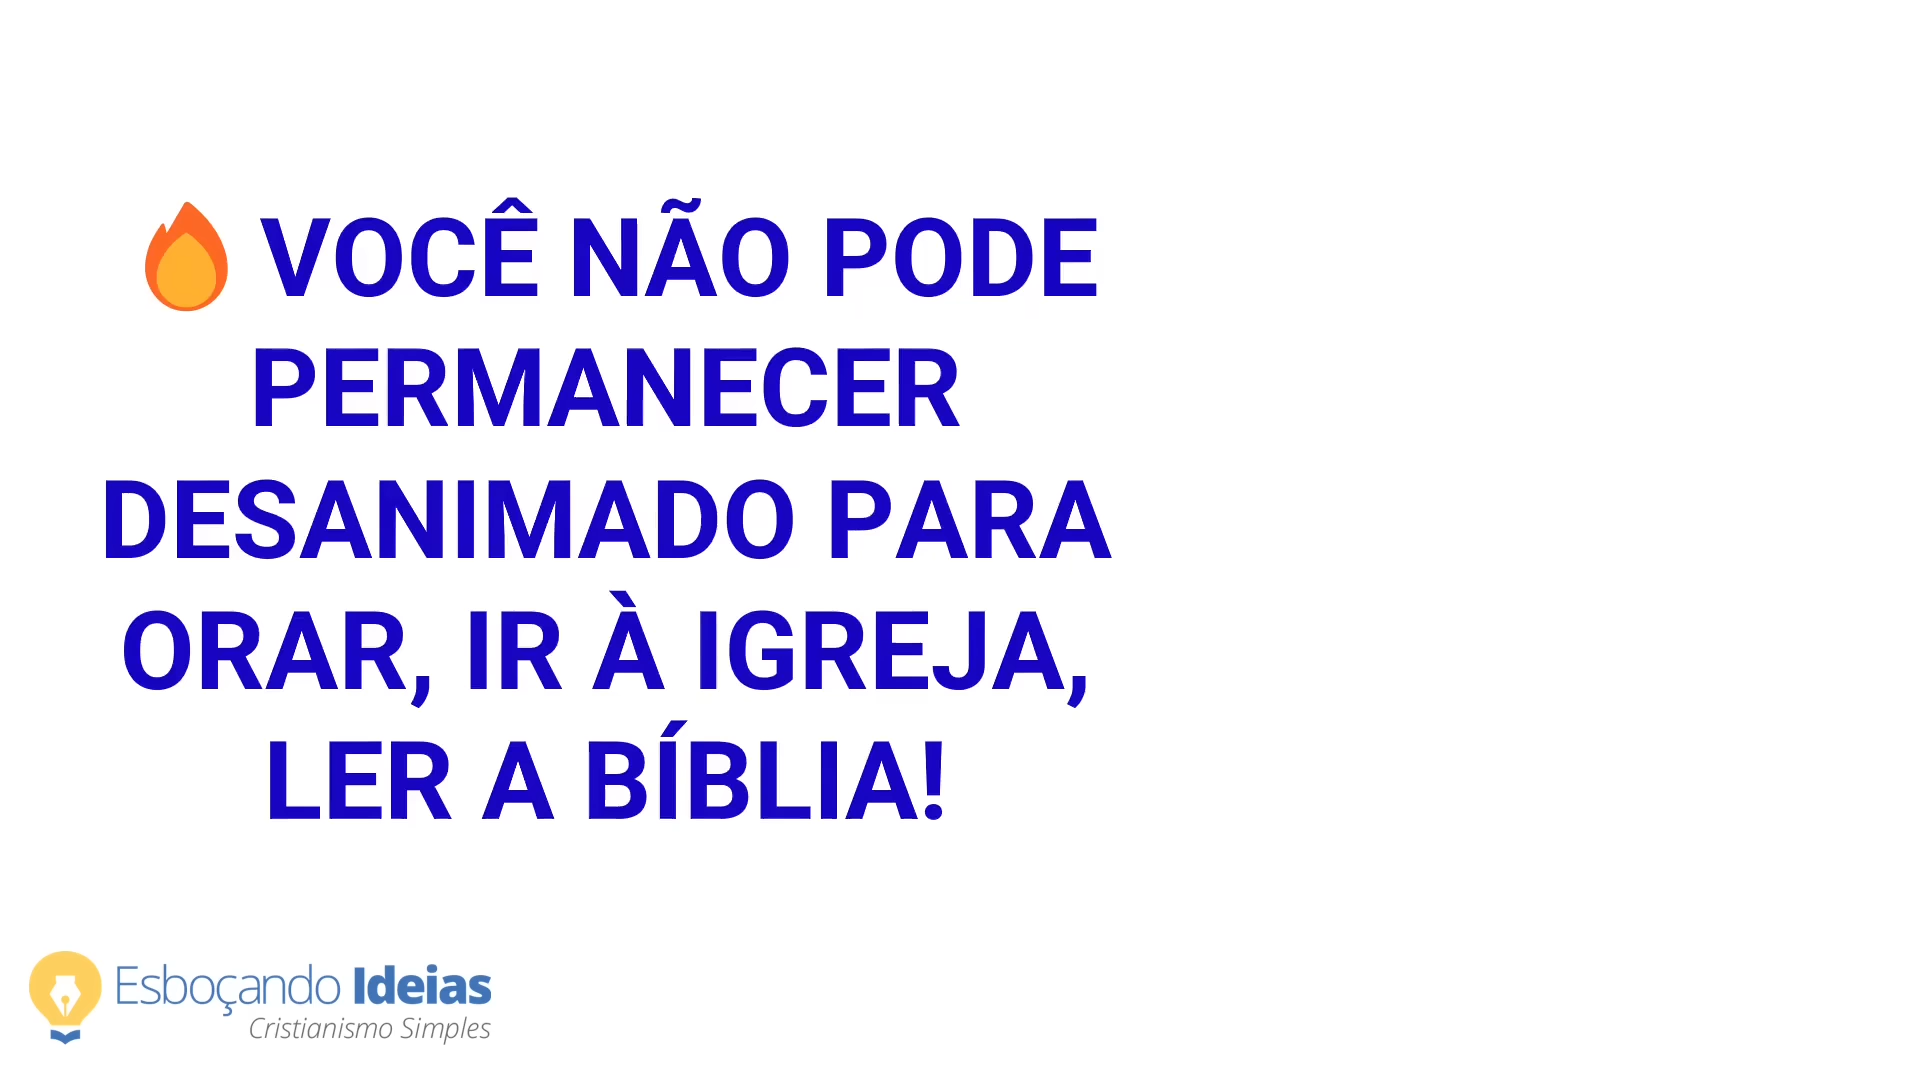 🔥 VOCÊ NÃO PODE
PERMANECER
DESANIMADO PARA
ORAR, IR À IGREJA,
LER A BÍBLIA!
Esboçando Ideias
Cristianismo Simples